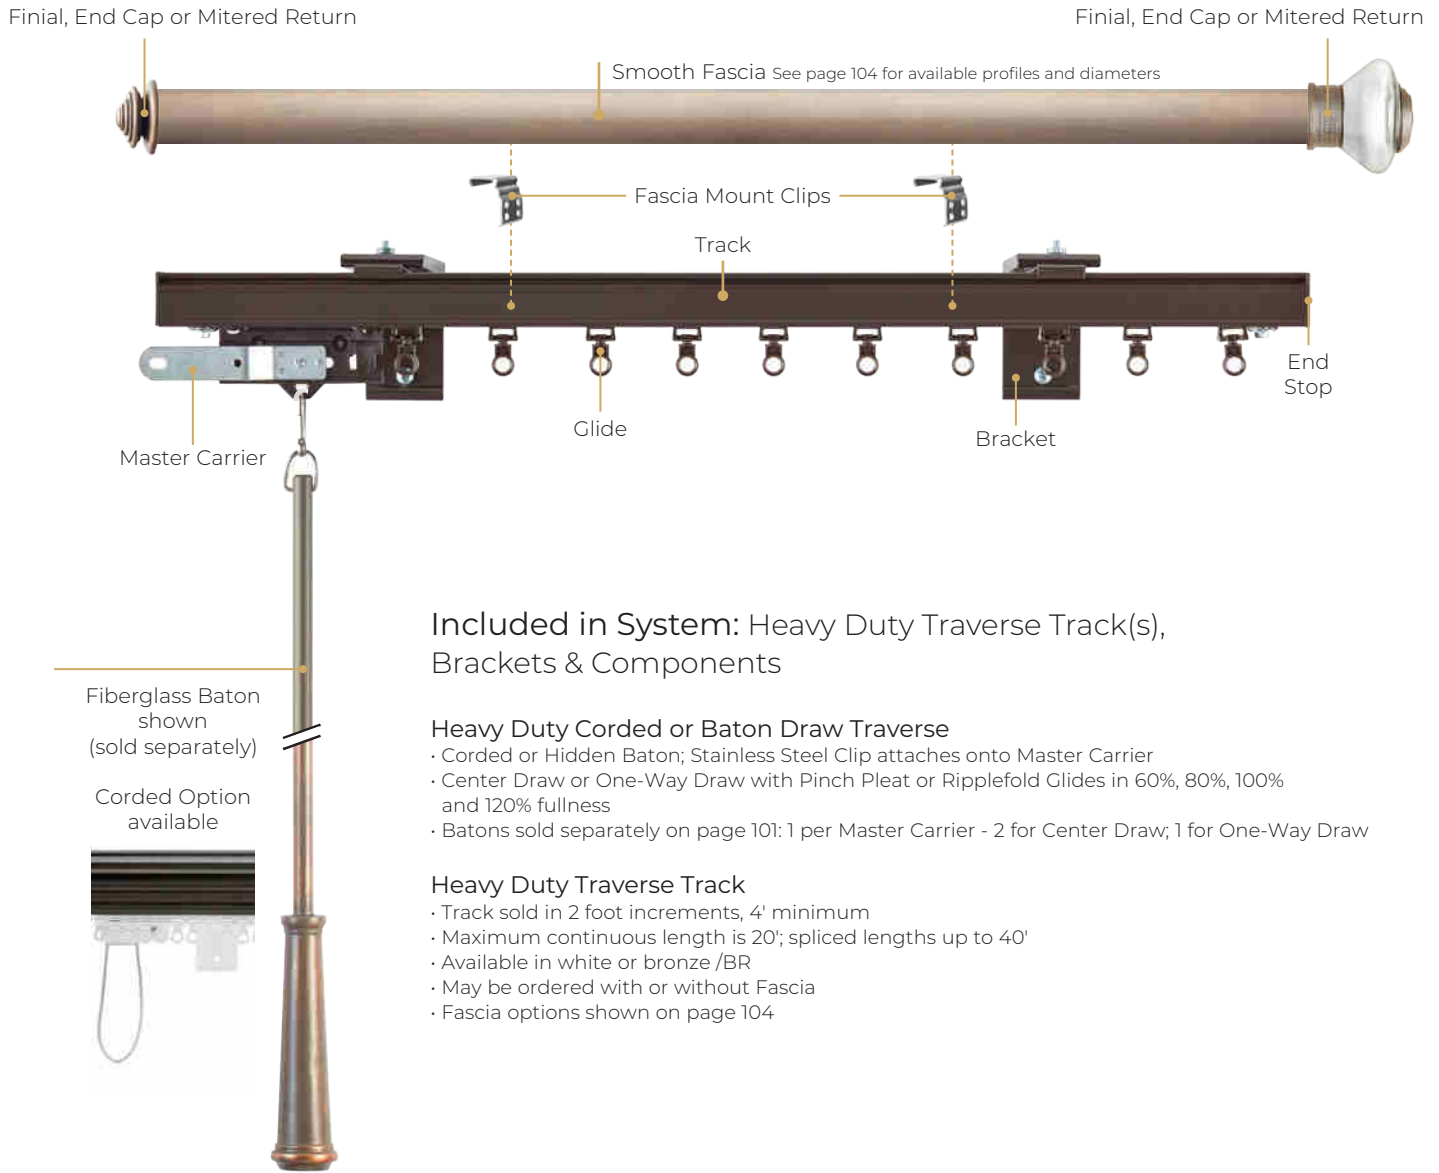 Finial, End Cap or Mitered Return
Finial, End Cap or Mitered Return
Smooth Fascia See page 104 for available profiles and diameters
Fascia Mount Clips
Track
End
Stop
Glide
Bracket
Master Carrier
Fiberglass Baton
shown
(sold separately)
Corded Option
available
Included in System: Heavy Duty Traverse Track(s),
Brackets & Components
Heavy Duty Corded or Baton Draw Traverse
· Corded or Hidden Baton; Stainless Steel Clip attaches onto Master Carrier
· Center Draw or One-Way Draw with Pinch Pleat or Ripplefold Glides in 60%, 80%, 100%
and 120% fullness
· Batons sold separately on page 101: 1 per Master Carrier - 2 for Center Draw; 1 for One-Way Draw
Heavy Duty Traverse Track
· Track sold in 2 foot increments, 4' minimum
· Maximum continuous length is 20'; spliced lengths up to 40'
· Available in white or bronze /BR
· May be ordered with or without Fascia
· Fascia options shown on page 104